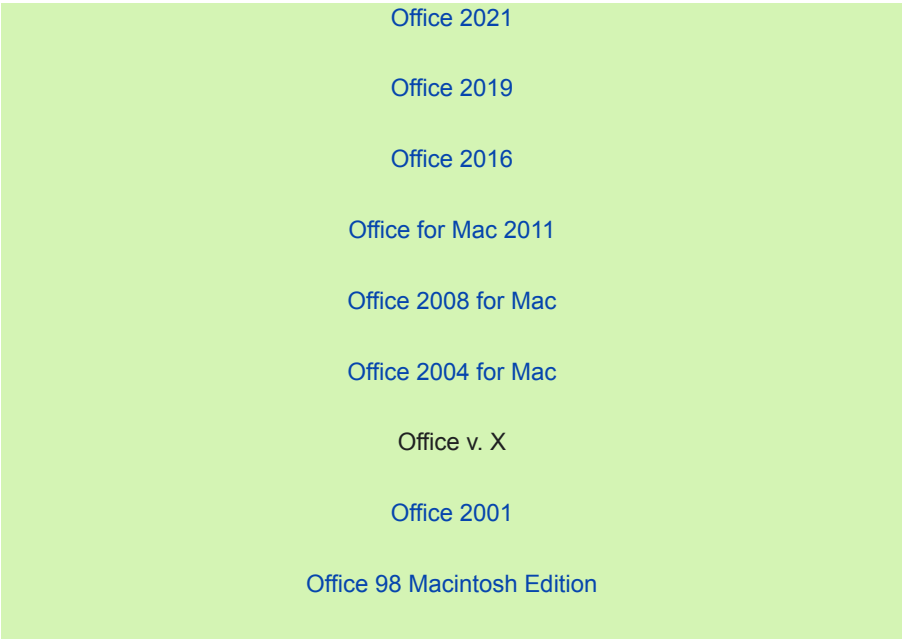 Office 2021
Office 2019
Office 2016
Office for Mac 2011
Office 2008 for Mac
Office 2004 for Mac
Office v. X
Office 2001
Office 98 Macintosh Edition